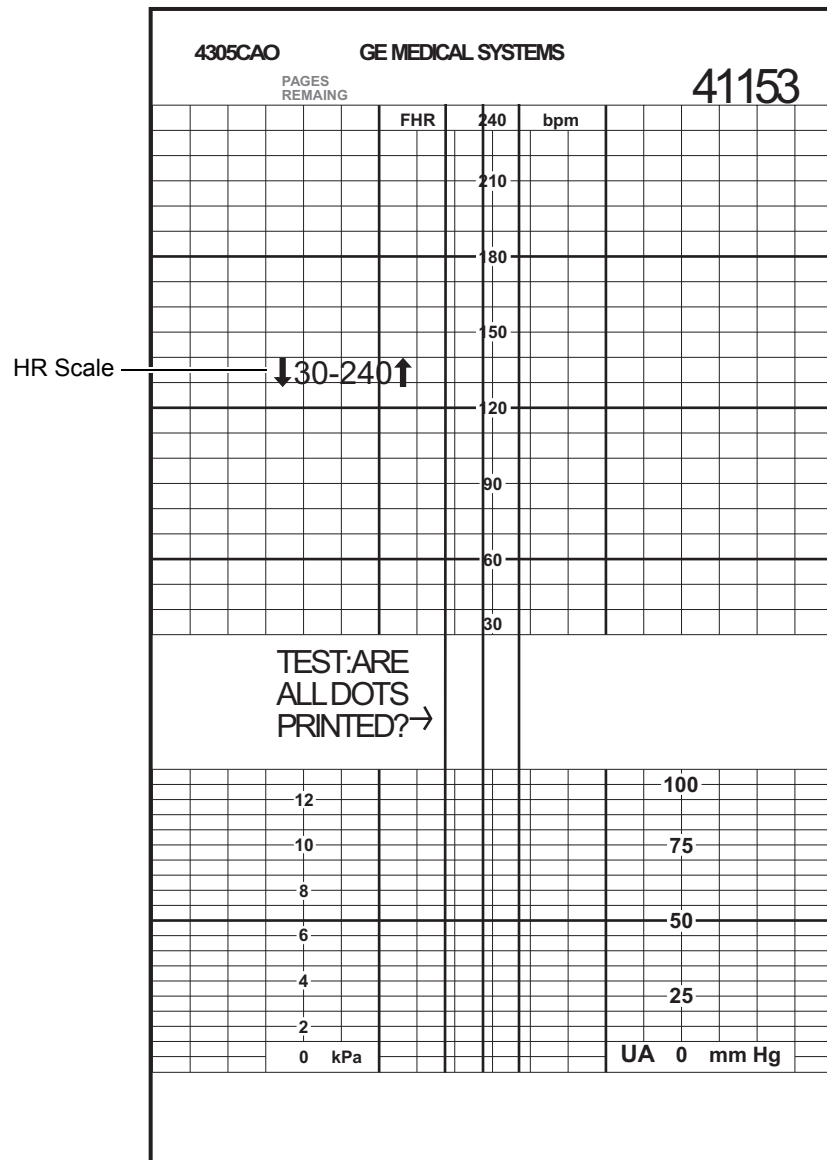 4305CAO GE MEDICAL SYSTEMS
PAGES
REMAING
41153
FHR 240 bpm
210
180
150
HR Scale
↓30-240↑
120
90
60
30
TEST:ARE
ALL DOTS
PRINTED?→
100
12
10 75
8
50
6
4
25
2
0 kPa UA 0 mm Hg